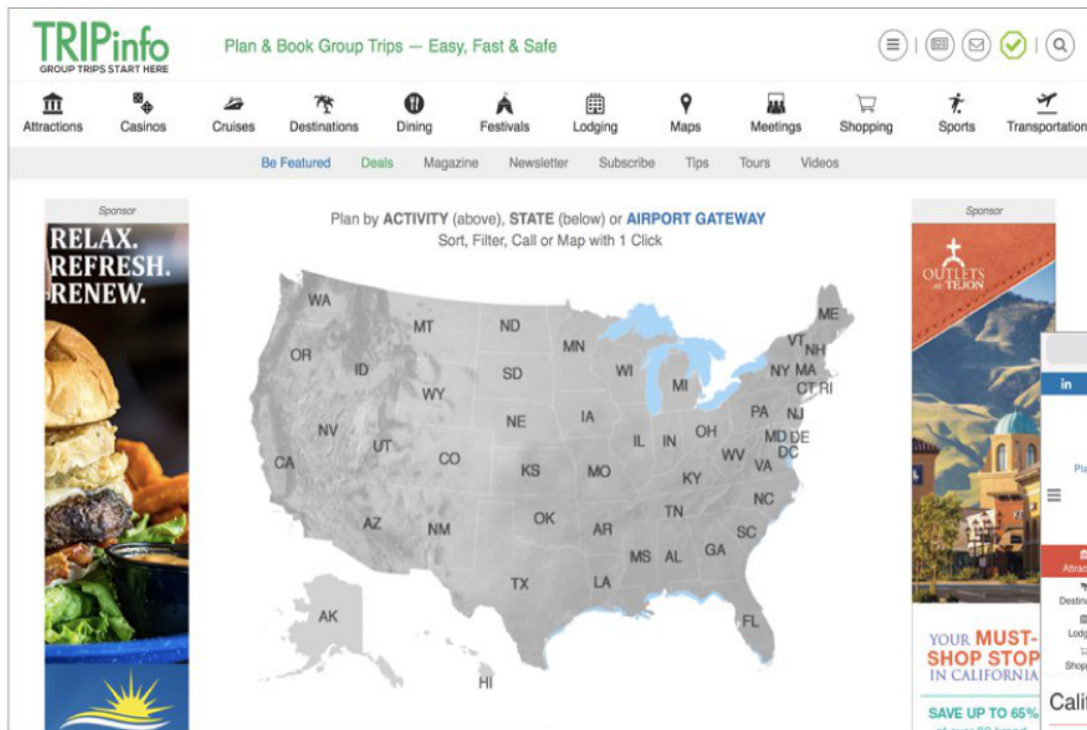 TRIPinfo
GROUP TRIPS START HERE
Plan & Book Group Trips — Easy, Fast & Safe
Attractions Casinos Cruises Destinations Dining Festivals Lodging Maps Meetings Shopping Sports Transportation
Be Featured Deals Magazine Newsletter Subscribe Tips Tours Videos
Sponsor
RELAX.
REFRESH.
RENEW.
Plan by ACTIVITY (above), STATE (below) or AIRPORT GATEWAY
Sort, Filter, Call or Map with 1 Click
WA
MT
ND
MN
ME
OR
ID
SD
WI
VT
NH
WY
MI
NY
MA
CT
RI
NE
IA
PA
NJ
NV
UT
CO
IL
IN
OH
MD
DE
DC
CA
KS
MO
WV
VA
KY
AZ
NM
OK
AR
TN
NC
SC
MS
AL
GA
TX
LA
FL
AK
HI
Sponsor
OUTLETS
AT TEJON
YOUR MUST-
SHOP STOP
IN CALIFORNIA
SAVE UP TO 65%
in